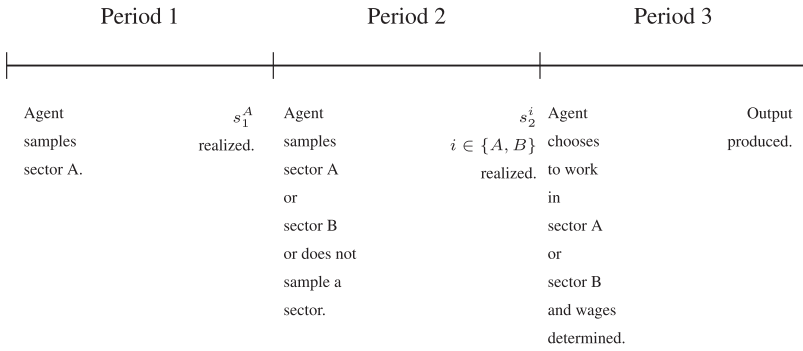 Period 1
Period 2
Period 3
Agent
samples
sector A.
s_1^A
realized.
Agent
samples
sector A
or
sector B
or does not
sample a
sector.
s_2^i
i ∈ {A, B}
realized.
Agent
chooses
to work
in
sector A
or
sector B
and wages
determined.
Output
produced.